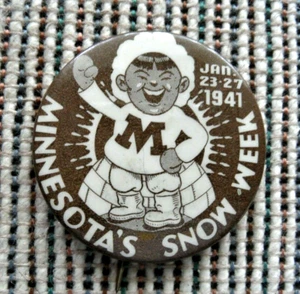 JAN.
23-27
1941
M
MINNESOTA'S SNOW WEEK